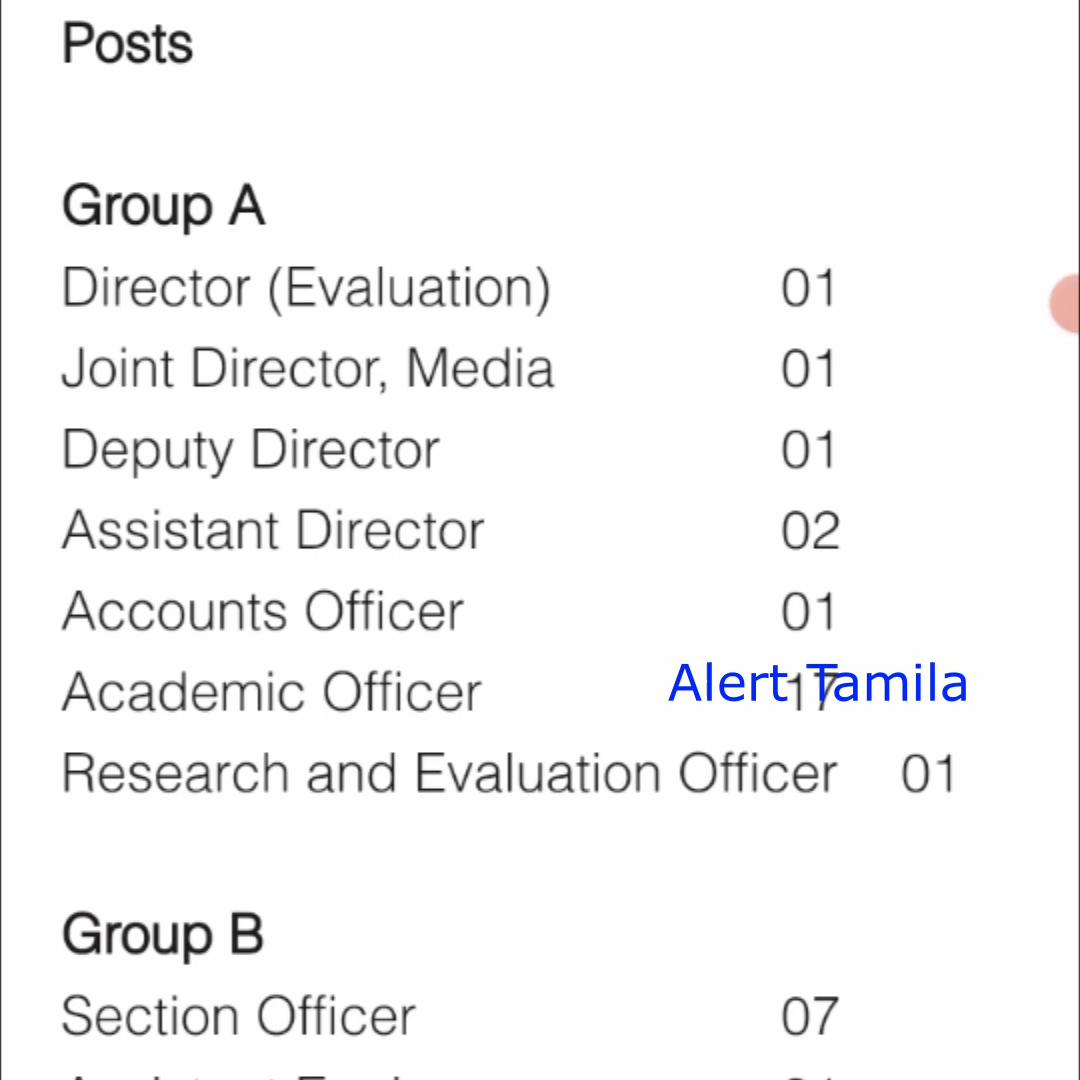 Posts
Group A
Director (Evaluation) 01
Joint Director, Media 01
Deputy Director 01
Assistant Director 02
Accounts Officer 01
Academic Officer 17
Alert Tamila
Research and Evaluation Officer 01
Group B
Section Officer 07